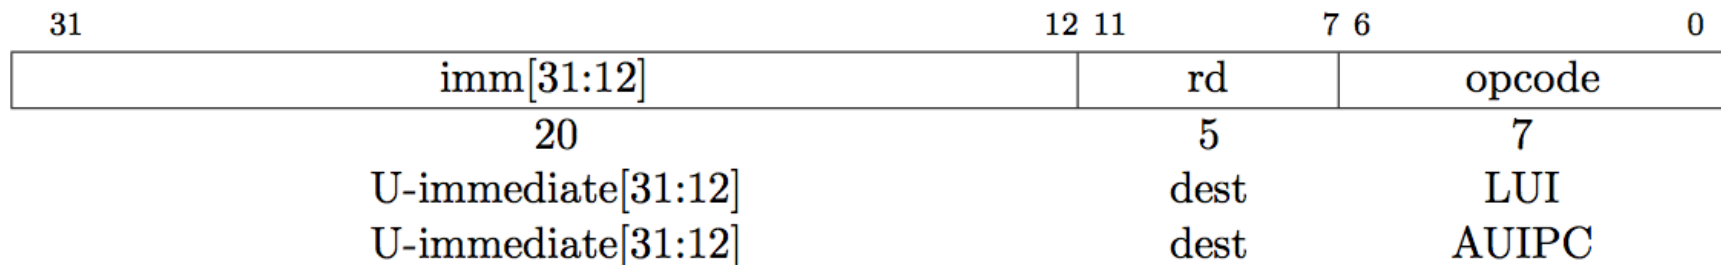 31 12 11 7 6 0
imm[31:12] rd opcode
20 5 7
U-immediate[31:12] dest LUI
U-immediate[31:12] dest AUIPC